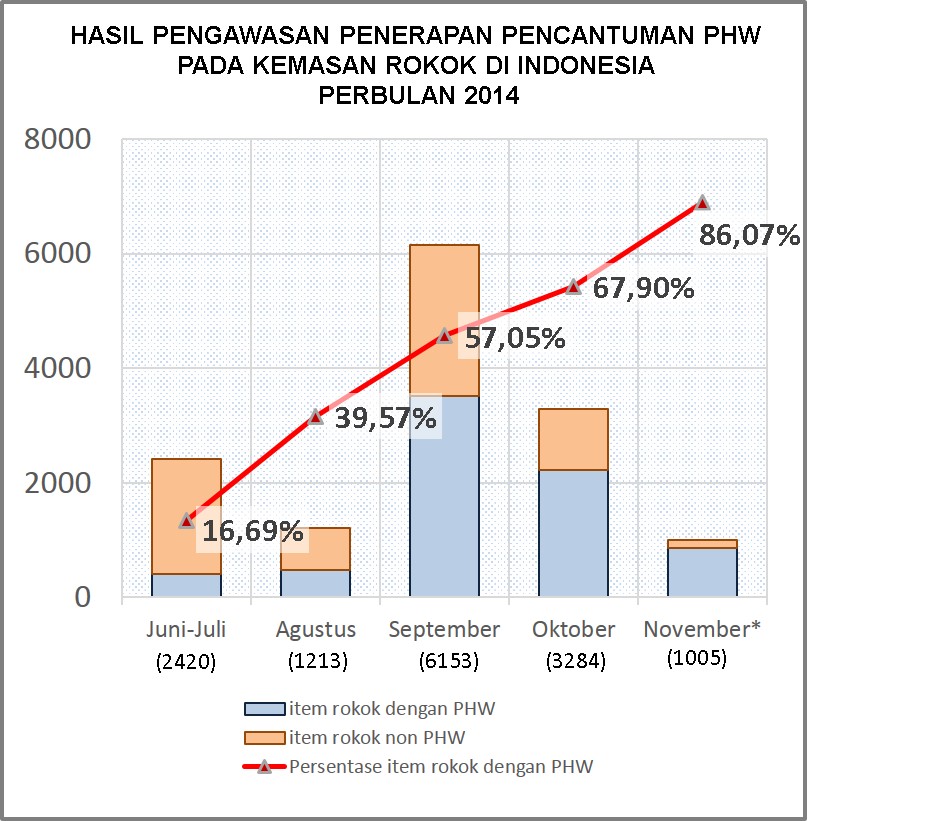 HASIL PENGAWASAN PENERAPAN PENCANTUMAN PHW
PADA KEMASAN ROKOK DI INDONESIA
PERBULAN 2014
8000
6000
4000
2000
0
86,07%
67,90%
57,05%
39,57%
16,69%
Juni-Juli Agustus September Oktober November*
(2420) (1213) (6153) (3284) (1005)
item rokok dengan PHW
item rokok non PHW
Persentase item rokok dengan PHW